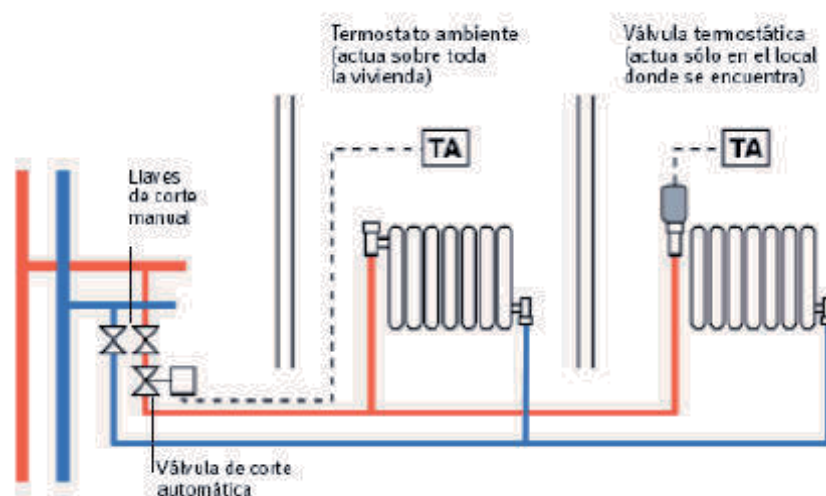 Termostato ambiente
(actua sobre toda
la vivienda)
Válvula termostática
(actua sólo en el local
donde se encuentra)
TA
TA
Llaves
de corte
manual
Válvula de corte
automática